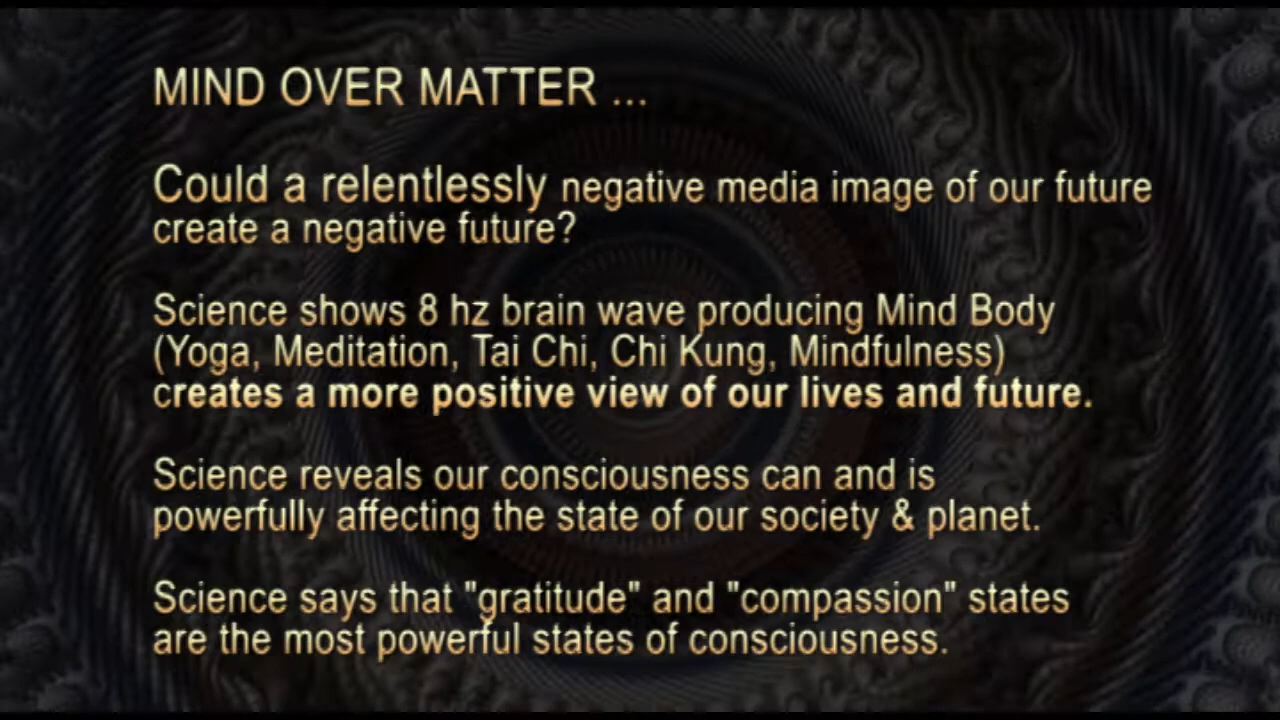 MIND OVER MATTER ...
Could a relentlessly negative media image of our future
create a negative future?
Science shows 8 hz brain wave producing Mind Body
(Yoga, Meditation, Tai Chi, Chi Kung, Mindfulness)
creates a more positive view of our lives and future.
Science reveals our consciousness can and is
powerfully affecting the state of our society & planet.
Science says that "gratitude" and "compassion" states
are the most powerful states of consciousness.